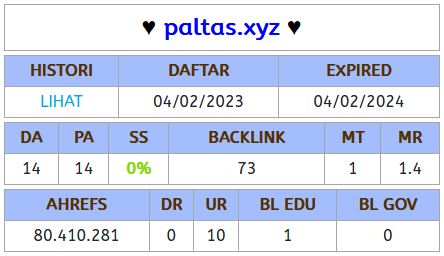 ♥ paltas.xyz ♥
HISTORI DAFTAR EXPIRED
LIHAT 04/02/2023 04/02/2024
DA PA SS BACKLINK MT MR
14 14 0% 73 1 1.4
AHREFS DR UR BL EDU BL GOV
80.410.281 0 10 1 0